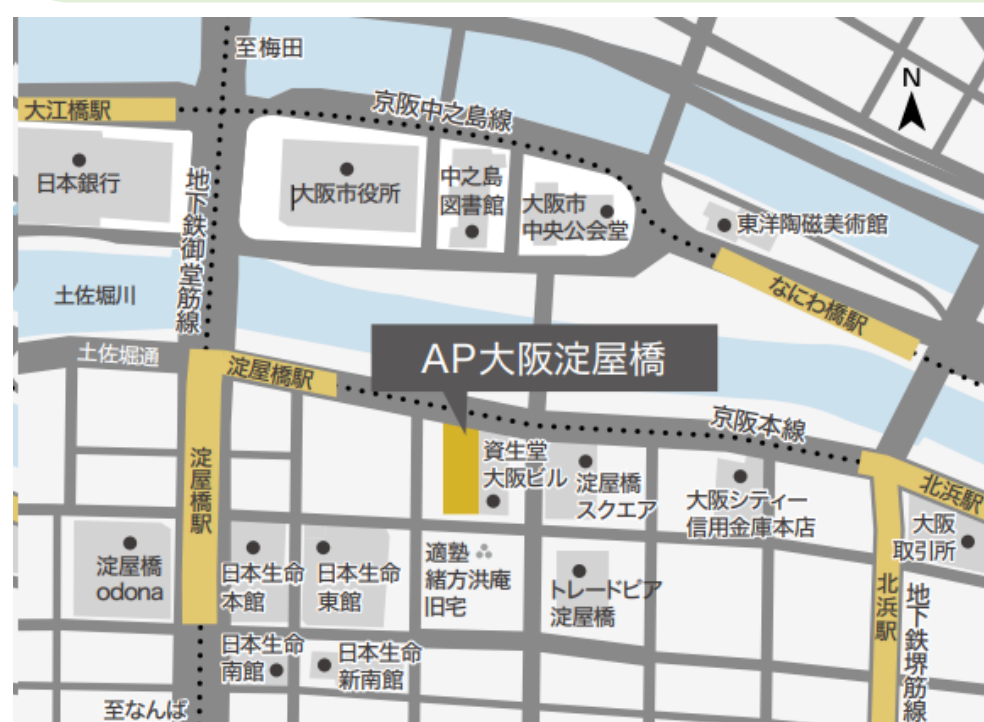 至梅田
N
大江橋駅
京阪中之島線
日本銀行
地下鉄御堂筋線
大阪市役所
中之島
図書館
大阪市
中央公会堂
東洋陶磁美術館
なにわ橋駅
土佐堀川
土佐堀通
淀屋橋駅
AP大阪淀屋橋
京阪本線
淀屋橋駅
資生堂
大阪ビル
淀屋橋
スクエア
大阪シティー
信用金庫本店
北浜駅
大阪
取引所
淀屋橋
odona
日本生命
本館
日本生命
東館
適塾
緒方洪庵
旧宅
トレードピア
淀屋橋
北浜駅
地下鉄堺筋線
日本生命
南館
日本生命
新南館
至なんば